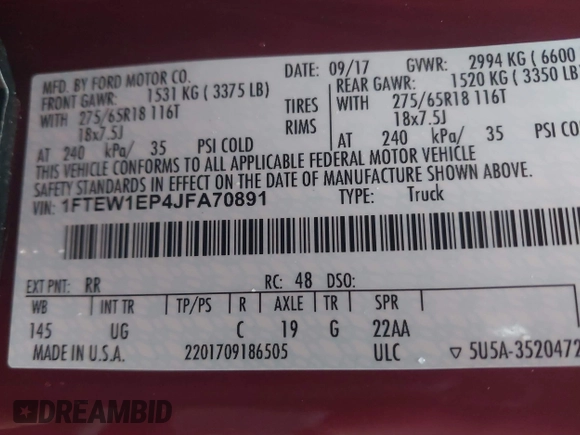 MFD. BY FORD MOTOR CO. DATE: 09/17 GVWR: 2994 KG ( 6600
FRONT GAWR: 1531 KG ( 3375 LB) REAR GAWR: 1520 KG ( 3350 LB
WITH 275/65R18 116T TIRES WITH 275/65R18 116T
18x7.5J RIMS 18x7.5J
AT 240 kPa/ 35 PSI COLD AT 240 kPa/ 35 PSI COLD
THIS VEHICLE CONFORMS TO ALL APPLICABLE FEDERAL MOTOR VEHICLE
SAFETY STANDARDS IN EFFECT ON THE DATE OF MANUFACTURE SHOWN ABOVE.
VIN: 1FTEW1EP4JFA70891 TYPE: Truck
EXT PNT: RR RC: 48 DSO:
WB INT TR TP/PS R AXLE TR SPR
145 UG C 19 G 22AA
MADE IN U.S.A. 2201709186505 ULC ▽ 5U5A-3520472
DREAMBID